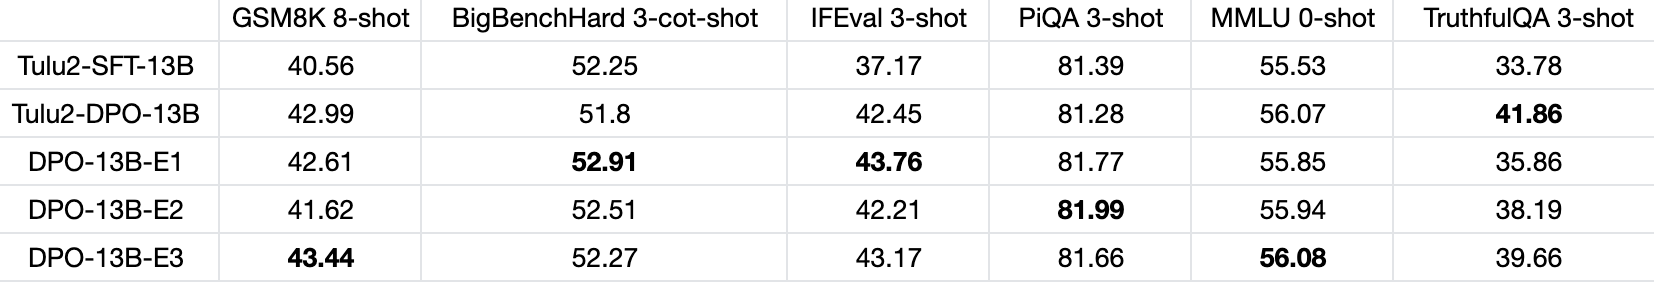 GSM8K 8-shot BigBenchHard 3-cot-shot IFEval 3-shot PiQA 3-shot MMLU 0-shot TruthfulQA 3-shot
Tulu2-SFT-13B 40.56 52.25 37.17 81.39 55.53 33.78
Tulu2-DPO-13B 42.99 51.8 42.45 81.28 56.07 41.86
DPO-13B-E1 42.61 52.91 43.76 81.77 55.85 35.86
DPO-13B-E2 41.62 52.51 42.21 81.99 55.94 38.19
DPO-13B-E3 43.44 52.27 43.17 81.66 56.08 39.66